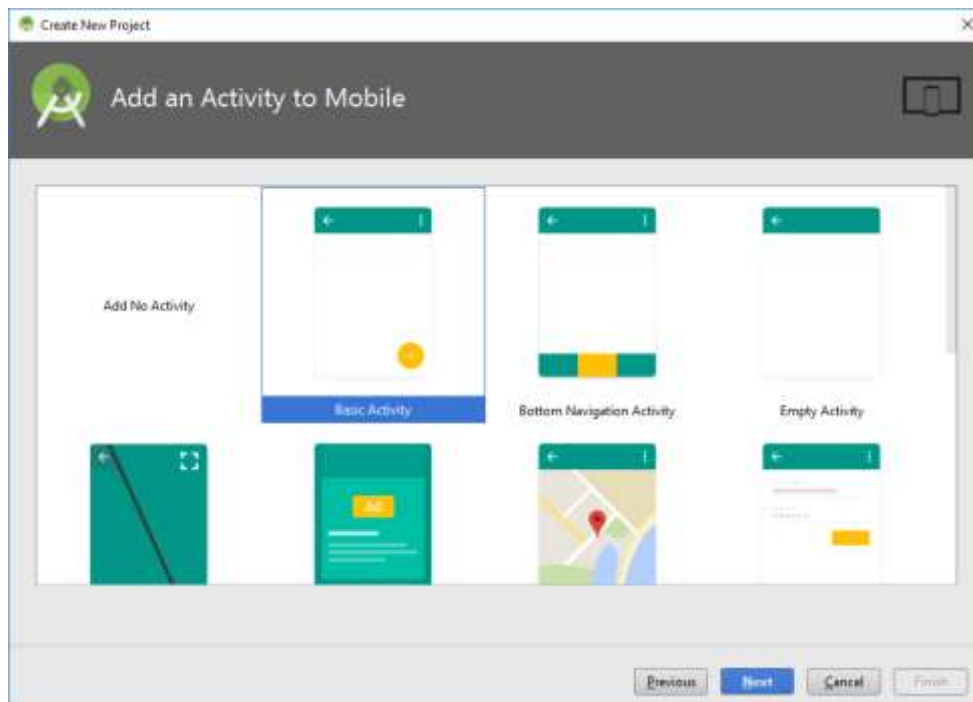 Create New Project
Add an Activity to Mobile
Add No Activity
Basic Activity
Bottom Navigation Activity
Empty Activity
Ad
Previous
Next
Cancel
Finish